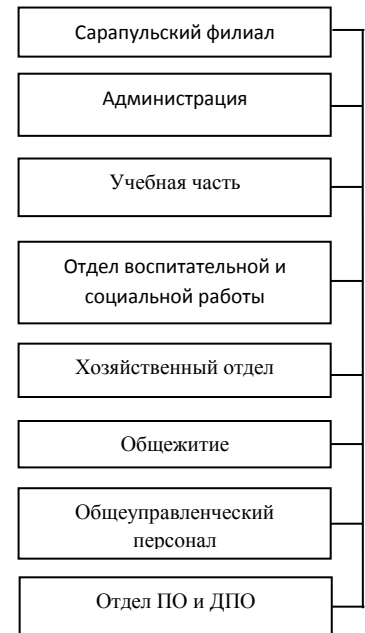 Сарапульский филиал
Администрация
Учебная часть
Отдел воспитательной и
социальной работы
Хозяйственный отдел
Общежитие
Общеуправленческий
персонал
Отдел ПО и ДПО